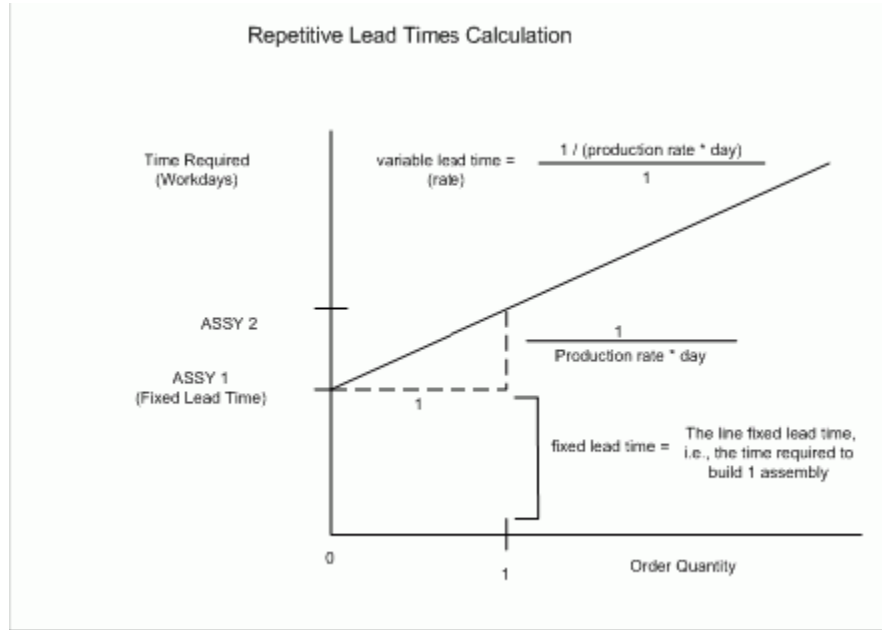 Repetitive Lead Times Calculation
Time Required
(Workdays)
variable lead time =
(rate)
1 / (production rate * day)
1
ASSY 2
1
Production rate * day
ASSY 1
(Fixed Lead Time)
1
fixed lead time =
The line fixed lead time,
i.e., the time required to
build 1 assembly
0
1
Order Quantity